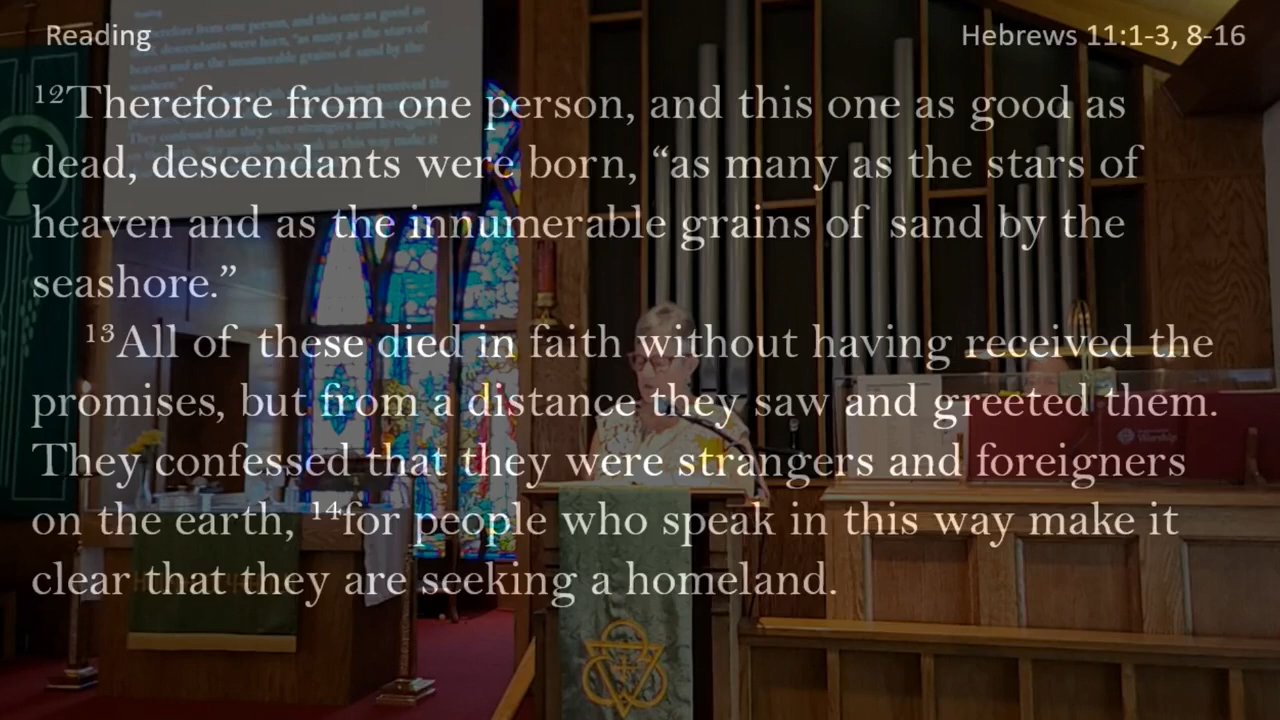 Reading
Hebrews 11:1-3, 8-16
¹²Therefore from one person, and this one as good as
dead, descendants were born, “as many as the stars of
heaven and as the innumerable grains of sand by the
seashore.”
¹³All of these died in faith without having received the
promises, but from a distance they saw and greeted them.
They confessed that they were strangers and foreigners
on the earth, ¹⁴for people who speak in this way make it
clear that they are seeking a homeland.
Worship